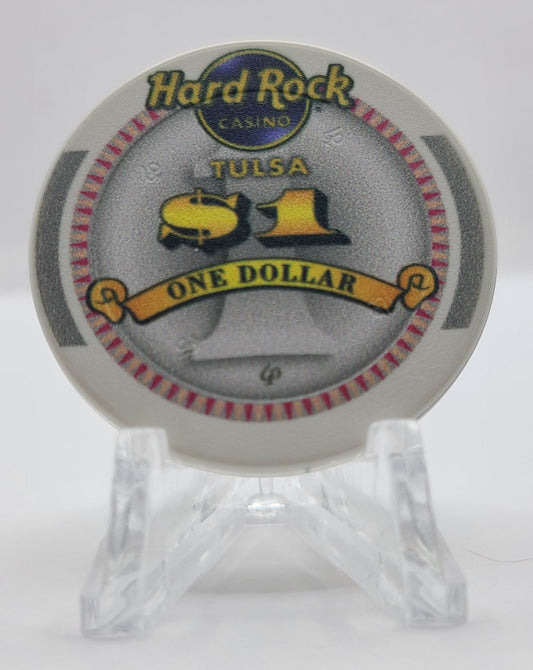 Hard Rock
CASINO
TULSA
$1
ONE DOLLAR